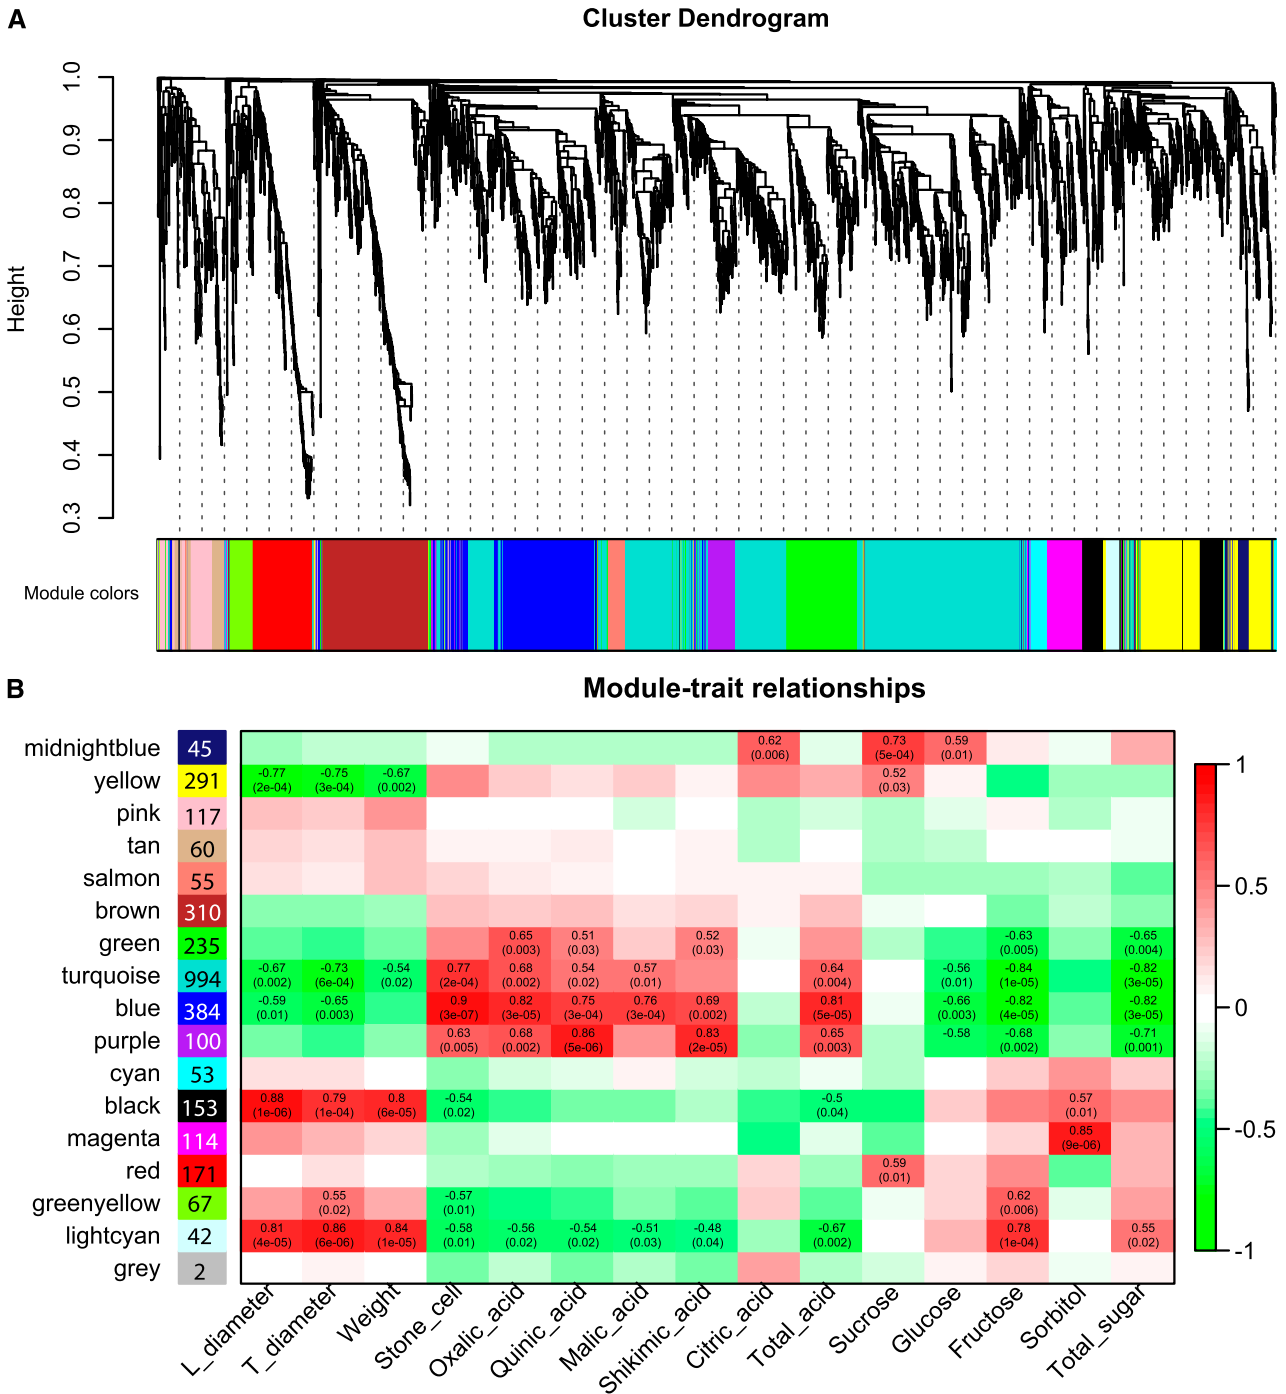 A
Cluster Dendrogram
Height
1.0
0.9
0.8
0.7
0.6
0.5
0.4
0.3
Module colors
B
Module-trait relationships
midnightblue 45 0.62 0.73 0.59
(0.006) (5e-04) (0.01)
yellow 291 -0.77 -0.75 -0.67 0.52
(2e-04) (3e-04) (0.002) (0.03)
pink 117
tan 60
salmon 55
brown 310
green 235 0.65 0.51 0.52 -0.63 -0.65
(0.003) (0.03) (0.03) (0.005) (0.004)
turquoise 994 -0.67 -0.73 -0.54 0.77 0.68 0.54 0.57 0.64 -0.56 -0.84 -0.82
(0.002) (6e-04) (0.02) (2e-04) (0.002) (0.02) (0.01) (0.004) (0.01) (1e-05) (3e-05)
blue 384 -0.59 -0.65 0.9 0.82 0.75 0.76 0.69 0.81 -0.66 -0.82 -0.82
(0.01) (0.003) (3e-07) (3e-05) (3e-04) (3e-04) (0.002) (5e-05) (0.003) (4e-05) (3e-05)
purple 100 0.63 0.68 0.86 0.83 0.65 -0.58 -0.68 -0.71
(0.005) (0.002) (5e-06) (2e-05) (0.003) (0.002) (0.001)
cyan 53
black 153 0.88 0.79 0.8 -0.54 -0.5 0.57
(1e-06) (1e-04) (6e-05) (0.02) (0.04) (0.01)
magenta 114 0.85
(9e-06)
red 171 0.59
(0.01)
greenyellow 67 0.55 -0.57 0.62
(0.02) (0.01) (0.006)
lightcyan 42 0.81 0.86 0.84 -0.58 -0.56 -0.54 -0.51 -0.48 -0.67 0.78 0.55
(4e-05) (6e-06) (1e-05) (0.01) (0.02) (0.02) (0.03) (0.04) (0.002) (1e-04) (0.02)
grey 2
1
0.5
0
-0.5
-1
L_diameter
T_diameter
Weight
Stone_cell
Oxalic_acid
Quinic_acid
Malic_acid
Shikimic_acid
Citric_acid
Total_acid
Sucrose
Glucose
Fructose
Sorbitol
Total_sugar